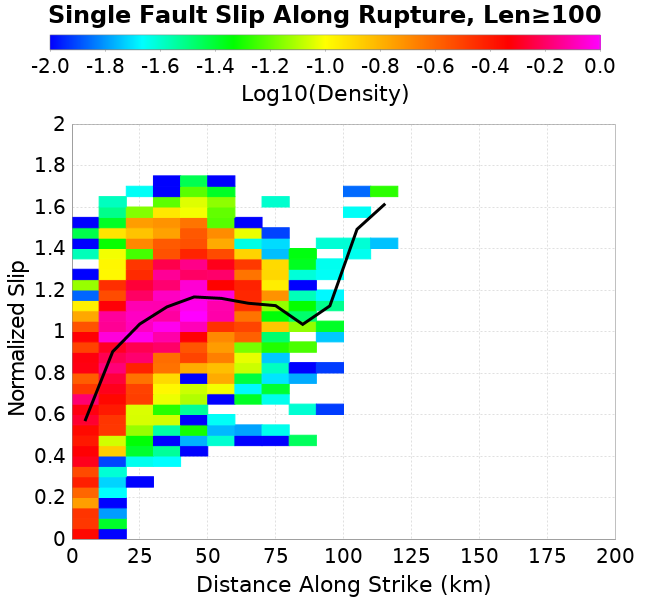 Single Fault Slip Along Rupture, Len≥100
-2.0 -1.8 -1.6 -1.4 -1.2 -1.0 -0.8 -0.6 -0.4 -0.2 0.0
Log10(Density)
Normalized Slip
2
1.8
1.6
1.4
1.2
1
0.8
0.6
0.4
0.2
0
0 25 50 75 100 125 150 175 200
Distance Along Strike (km)